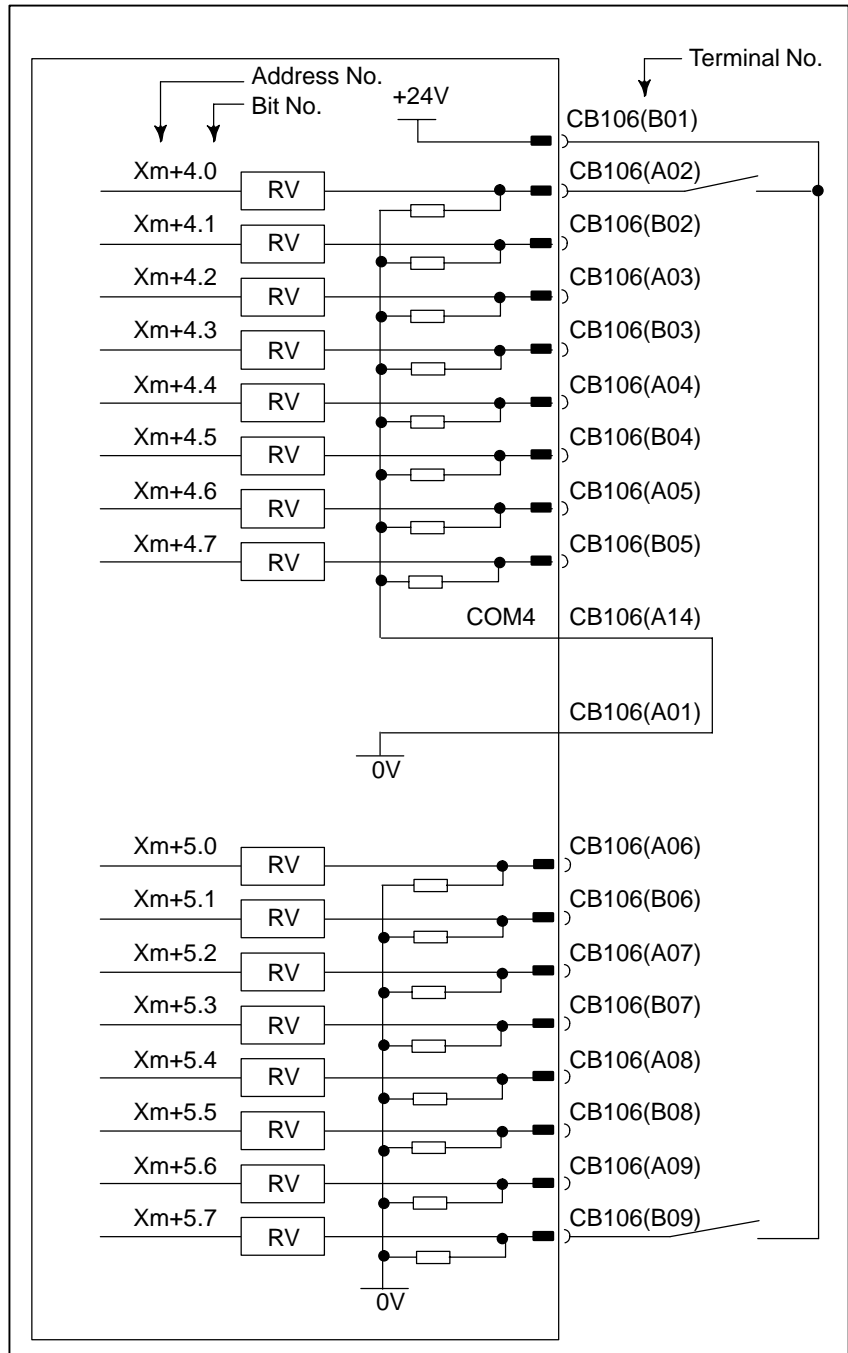 Address No.
Bit No.
Terminal No.
+24V
CB106(B01)
Xm+4.0 RV CB106(A02)
Xm+4.1 RV CB106(B02)
Xm+4.2 RV CB106(A03)
Xm+4.3 RV CB106(B03)
Xm+4.4 RV CB106(A04)
Xm+4.5 RV CB106(B04)
Xm+4.6 RV CB106(A05)
Xm+4.7 RV CB106(B05)
COM4 CB106(A14)
CB106(A01)
0V
Xm+5.0 RV CB106(A06)
Xm+5.1 RV CB106(B06)
Xm+5.2 RV CB106(A07)
Xm+5.3 RV CB106(B07)
Xm+5.4 RV CB106(A08)
Xm+5.5 RV CB106(B08)
Xm+5.6 RV CB106(A09)
Xm+5.7 RV CB106(B09)
0V